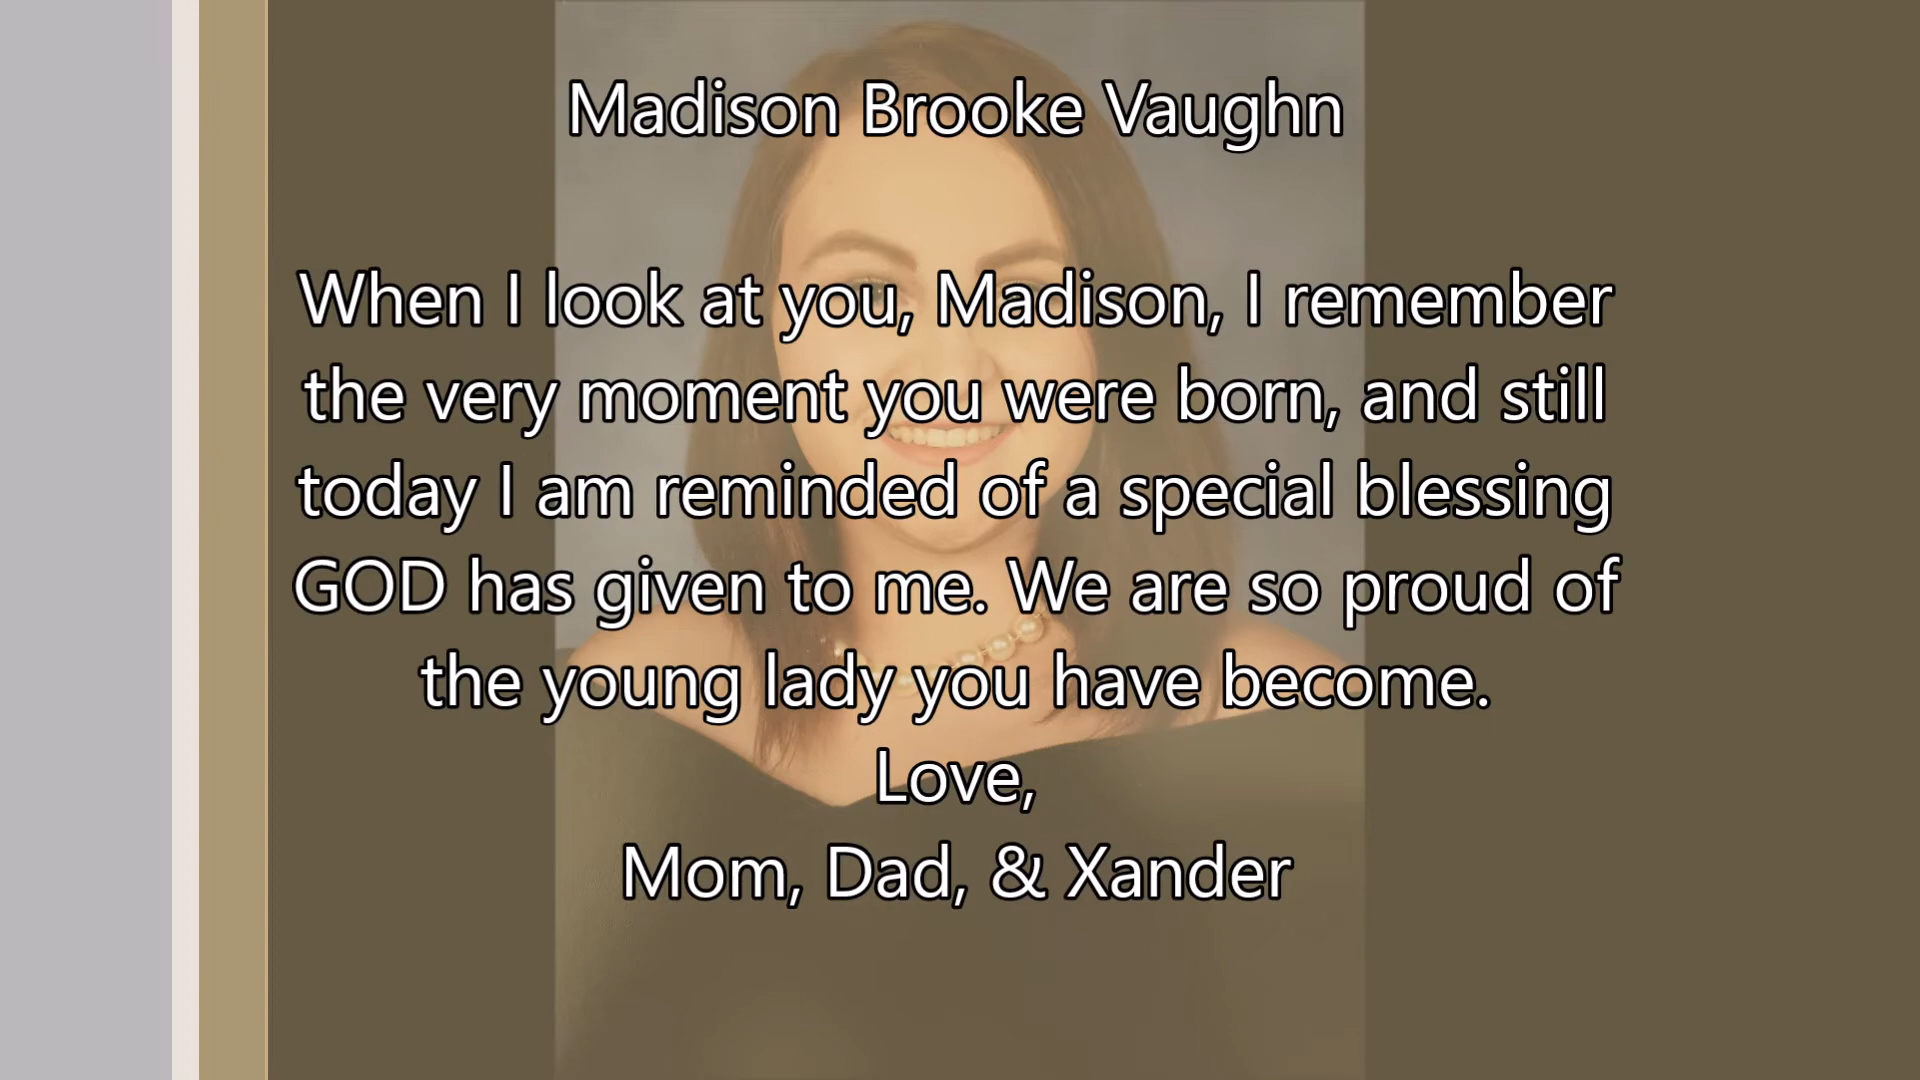 Madison Brooke Vaughn
When I look at you, Madison, I remember
the very moment you were born, and still
today I am reminded of a special blessing
GOD has given to me. We are so proud of
the young lady you have become.
Love,
Mom, Dad, & Xander